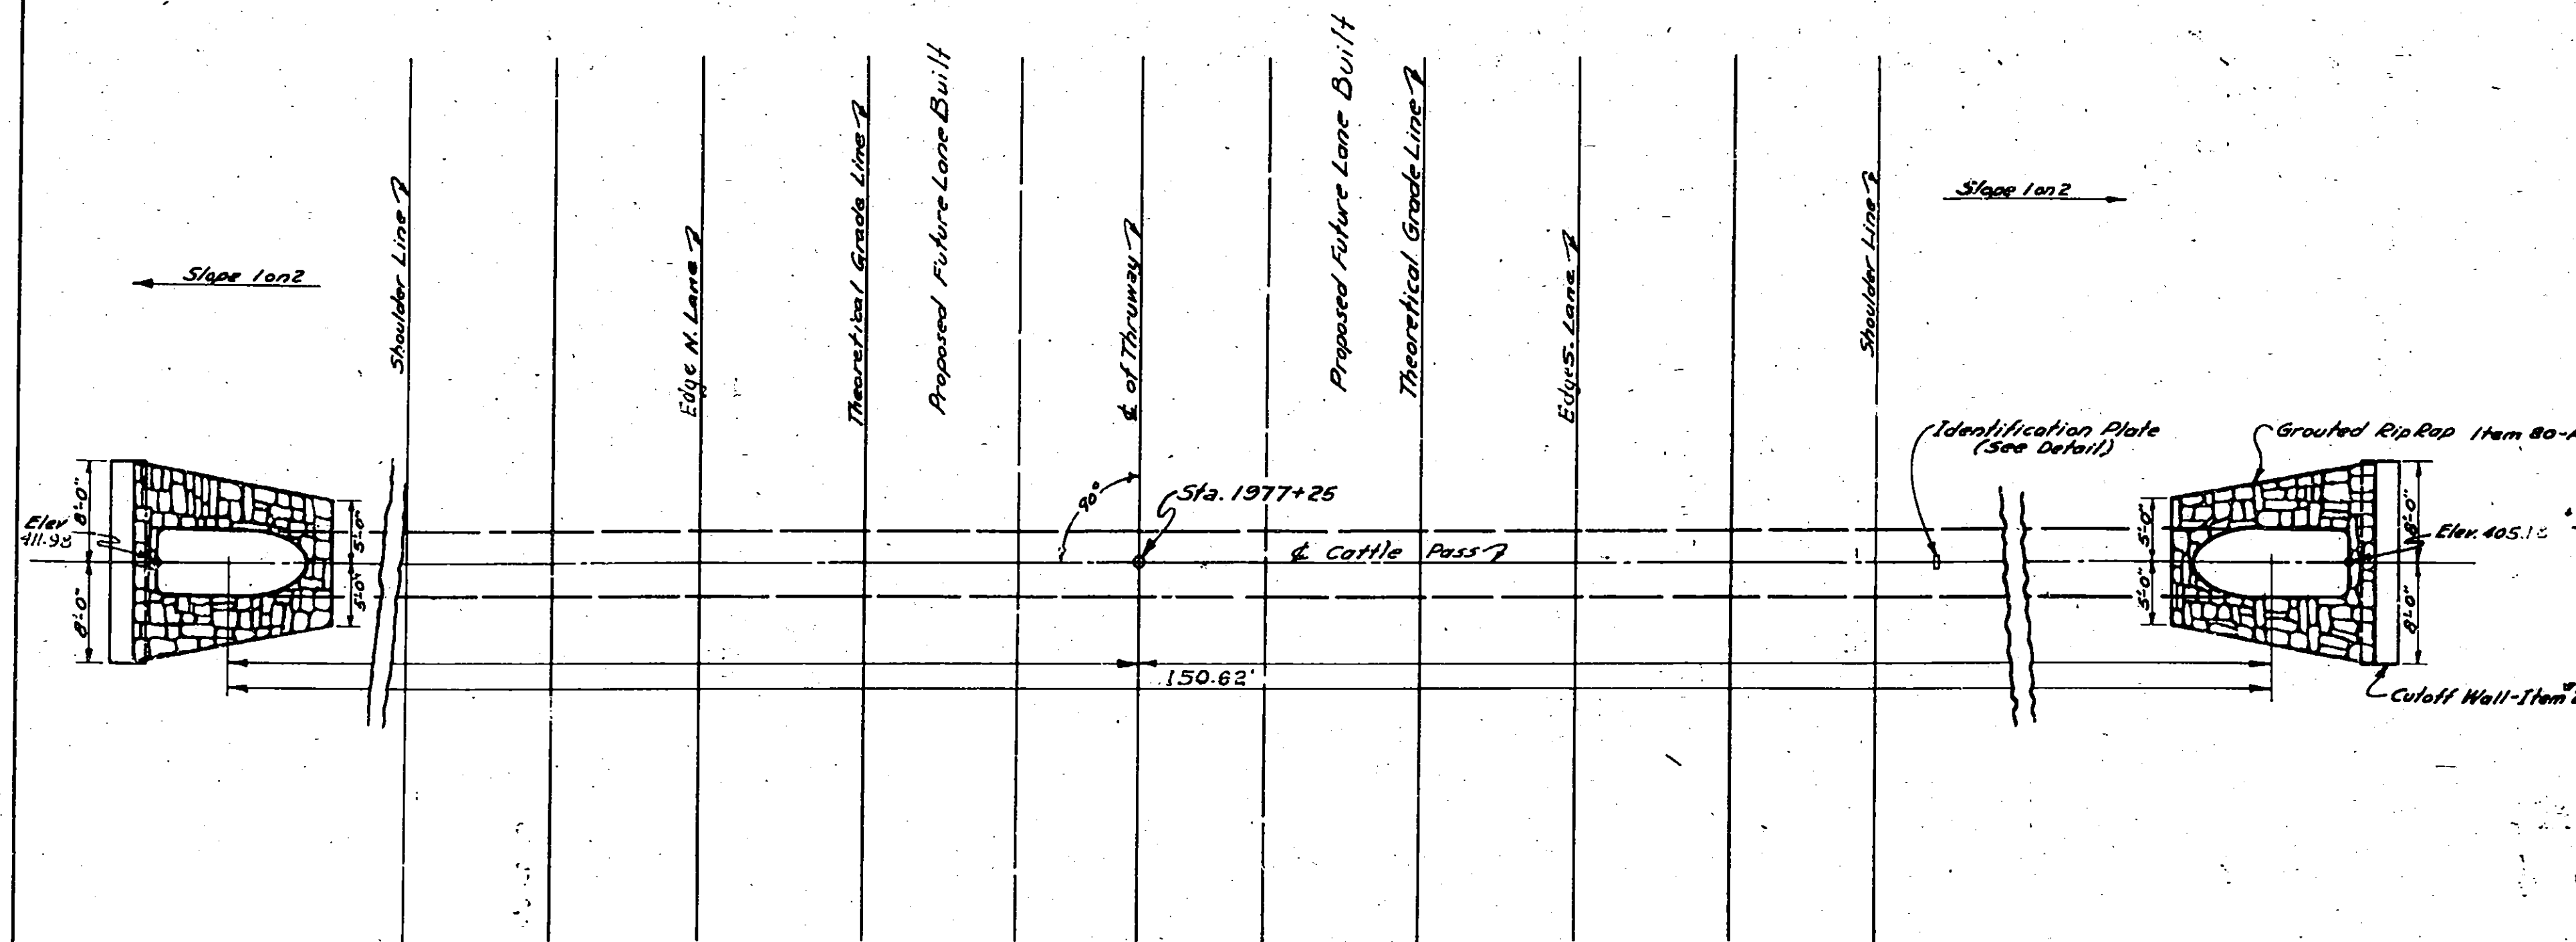 Slope 1 on 2
Shoulder Line
Edge N. Lane
Theoretical Grade Line
Proposed Future Lane Built
℄ of Thruway
Proposed Future Lane Built
Theoretical Grade Line
Edge S. Lane
Shoulder Line
Slope 1 on 2
Identification Plate
(See Detail)
Grouted Rip Rap Item 80-A
Elev
411.98
8'-0"
8'-0"
5'-0"
5'-0"
90°
Sta. 1977+25
℄ Cattle Pass
5'-0"
5'-0"
8'-0"
8'-0"
Elev. 405.18
150.62'
Cutoff Wall-Item